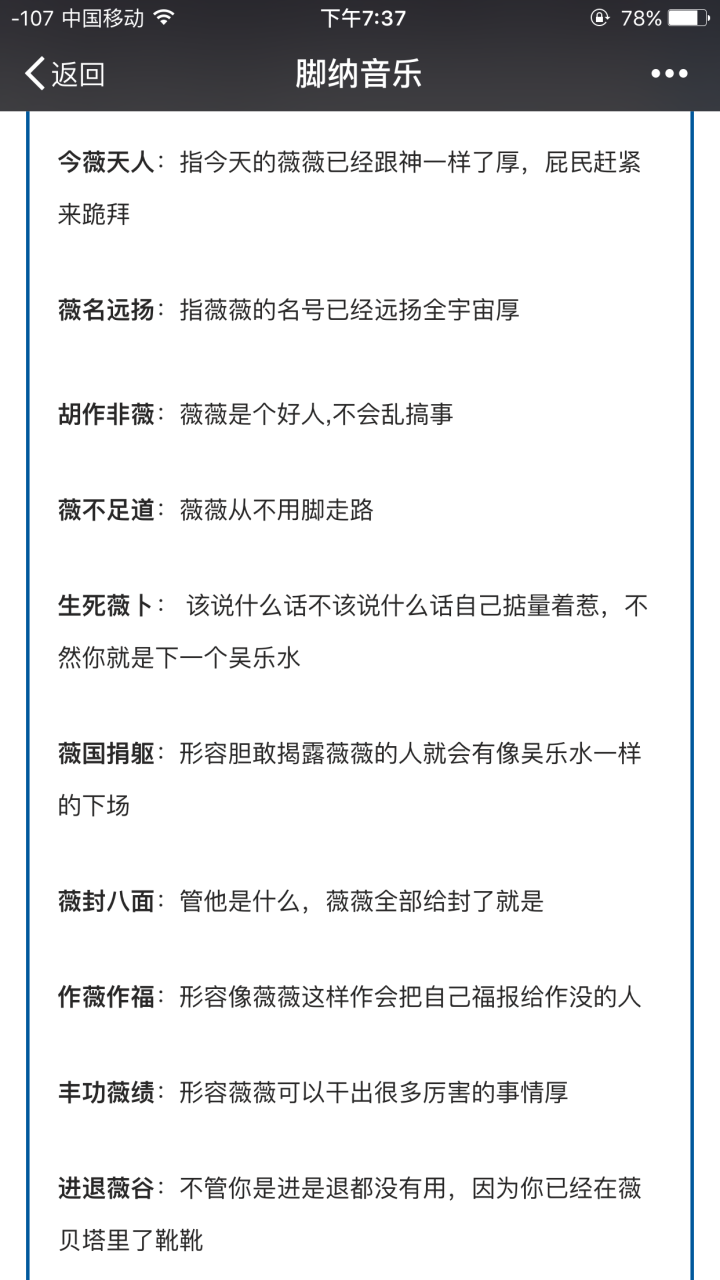 -107 中国移动 下午7:37 78%
返回 脚纳音乐
今薇天人：指今天的薇薇已经跟神一样了厚，屁民赶紧
来跪拜
薇名远扬：指薇薇的名号已经远扬全宇宙厚
胡作非薇：薇薇是个好人,不会乱搞事
薇不足道：薇薇从不用脚走路
生死薇卜： 该说什么话不该说什么话自己掂量着惹，不
然你就是下一个吴乐水
薇国捐躯：形容胆敢揭露薇薇的人就会有像吴乐水一样
的下场
薇封八面：管他是什么，薇薇全部给封了就是
作薇作福：形容像薇薇这样作会把自己福报给作没的人
丰功薇绩：形容薇薇可以干出很多厉害的事情厚
进退薇谷：不管你是进是退都没有用，因为你已经在薇
贝塔里了靴靴